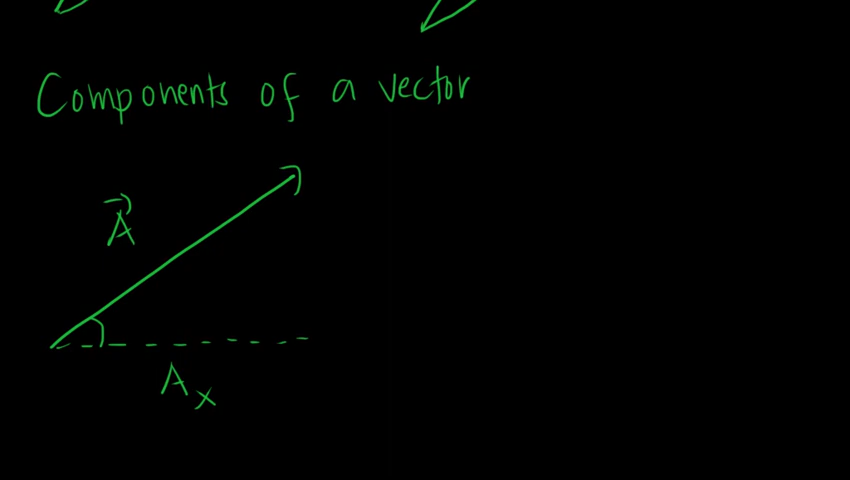 Components of a vector
A⃗
Aₓ